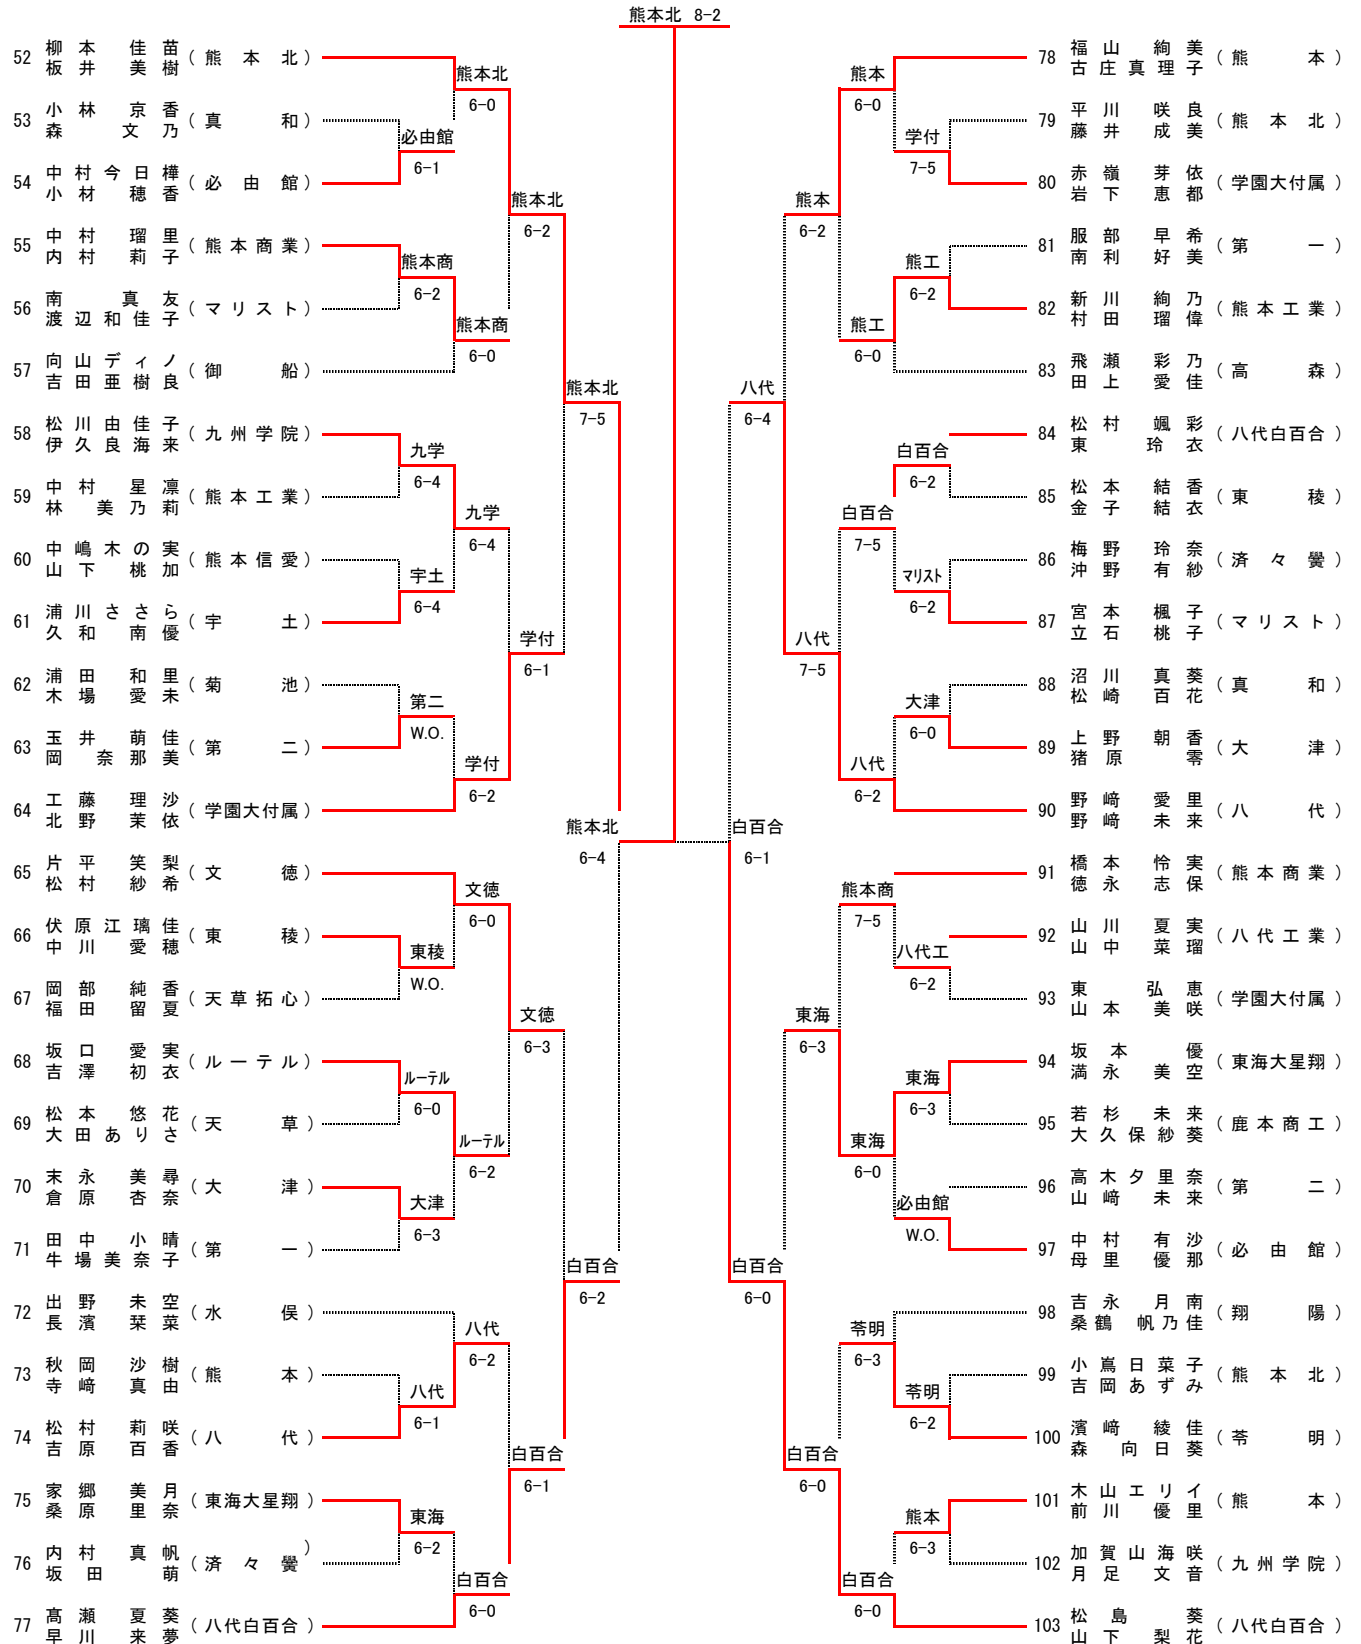 熊本北 8-2
52 柳本佳苗 板井美樹 (熊本北)
53 小林京香 森文乃 (真和)
54 中村今日樺 小材穂香 (必由館)
55 中村瑠里 内村莉子 (熊本商業)
56 南真友 渡辺和佳子 (マリスト)
57 向山ディノ 吉田亜樹良 (御船)
58 松川由佳子 伊久良海来 (九州学院)
59 中村星凛 林美乃莉 (熊本工業)
60 中嶋木の実 山下桃加 (熊本信愛)
61 浦川ささら 久和南優 (宇土)
62 浦田和里 木場愛未 (菊池)
63 玉井萌佳 岡奈那美 (第二)
64 工藤理沙 北野茉依 (学園大付属)
65 片平笑梨 松村紗希 (文徳)
66 伏原江璃佳 中川愛穂 (東稜)
67 岡部純香 福田留夏 (天草拓心)
68 坂口愛実 吉澤初衣 (ルーテル)
69 松本悠花 大田ありさ (天草)
70 末永美尋 倉原杏奈 (大津)
71 田中小晴 牛場美奈子 (第一)
72 出野未空 長濱栞菜 (水俣)
73 秋岡沙樹 寺﨑真由 (熊本)
74 松村莉咲 吉原百香 (八代)
75 家郷美月 桑原里奈 (東海大星翔)
76 内村真帆 坂田萌 (済々黌)
77 髙瀬夏葵 早川来夢 (八代白百合)
必由館 6-1
熊本商 6-2
九学 6-4
宇土 6-4
第二 W.O.
東稜 W.O.
ルーテル 6-0
大津 6-3
八代 6-1
東海 6-2
熊本北 6-0
熊本商 6-0
九学 6-4
学付 6-2
文徳 6-0
ルーテル 6-2
八代 6-2
白百合 6-0
熊本北 6-2
学付 6-1
文徳 6-3
白百合 6-1
熊本北 7-5
白百合 6-2
熊本北 6-4
白百合 6-1
八代 6-4
白百合 6-0
熊本 6-2
八代 7-5
東海 6-3
白百合 6-0
熊本 6-0
熊工 6-0
白百合 7-5
八代 6-2
熊本商 7-5
東海 6-0
苓明 6-3
白百合 6-0
学付 7-5
熊工 6-2
白百合 6-2
マリスト 6-2
大津 6-0
八代工 6-2
東海 6-3
必由館 W.O.
苓明 6-2
熊本 6-3
78 福山絢美 古庄真理子 (熊本)
79 平川咲良 藤井成美 (熊本北)
80 赤嶺芽依 岩下恵都 (学園大付属)
81 服部早希 南利好美 (第一)
82 新川絢乃 村田瑠偉 (熊本工業)
83 飛瀬彩乃 田上愛佳 (高森)
84 松村颯彩 東玲衣 (八代白百合)
85 松本結香 金子結衣 (東稜)
86 梅野玲奈 沖野有紗 (済々黌)
87 宮本楓子 立石桃子 (マリスト)
88 沼川真葵 松崎百花 (真和)
89 上野朝香 猪原零 (大津)
90 野﨑愛里 野﨑未来 (八代)
91 橋本怜実 徳永志保 (熊本商業)
92 山川夏実 山中菜瑠 (八代工業)
93 東弘恵 山本美咲 (学園大付属)
94 坂本優 満永美空 (東海大星翔)
95 若杉未来 大久保紗葵 (鹿本商工)
96 高木夕里奈 山﨑未来 (第二)
97 中村有沙 母里優那 (必由館)
98 吉永月南 桑鶴帆乃佳 (翔陽)
99 小嶌日菜子 吉岡あずみ (熊本北)
100 濱﨑綾佳 森向日葵 (苓明)
101 木山エリイ 前川優里 (熊本)
102 加賀山海咲 月足文音 (九州学院)
103 松島葵 山下梨花 (八代白百合)